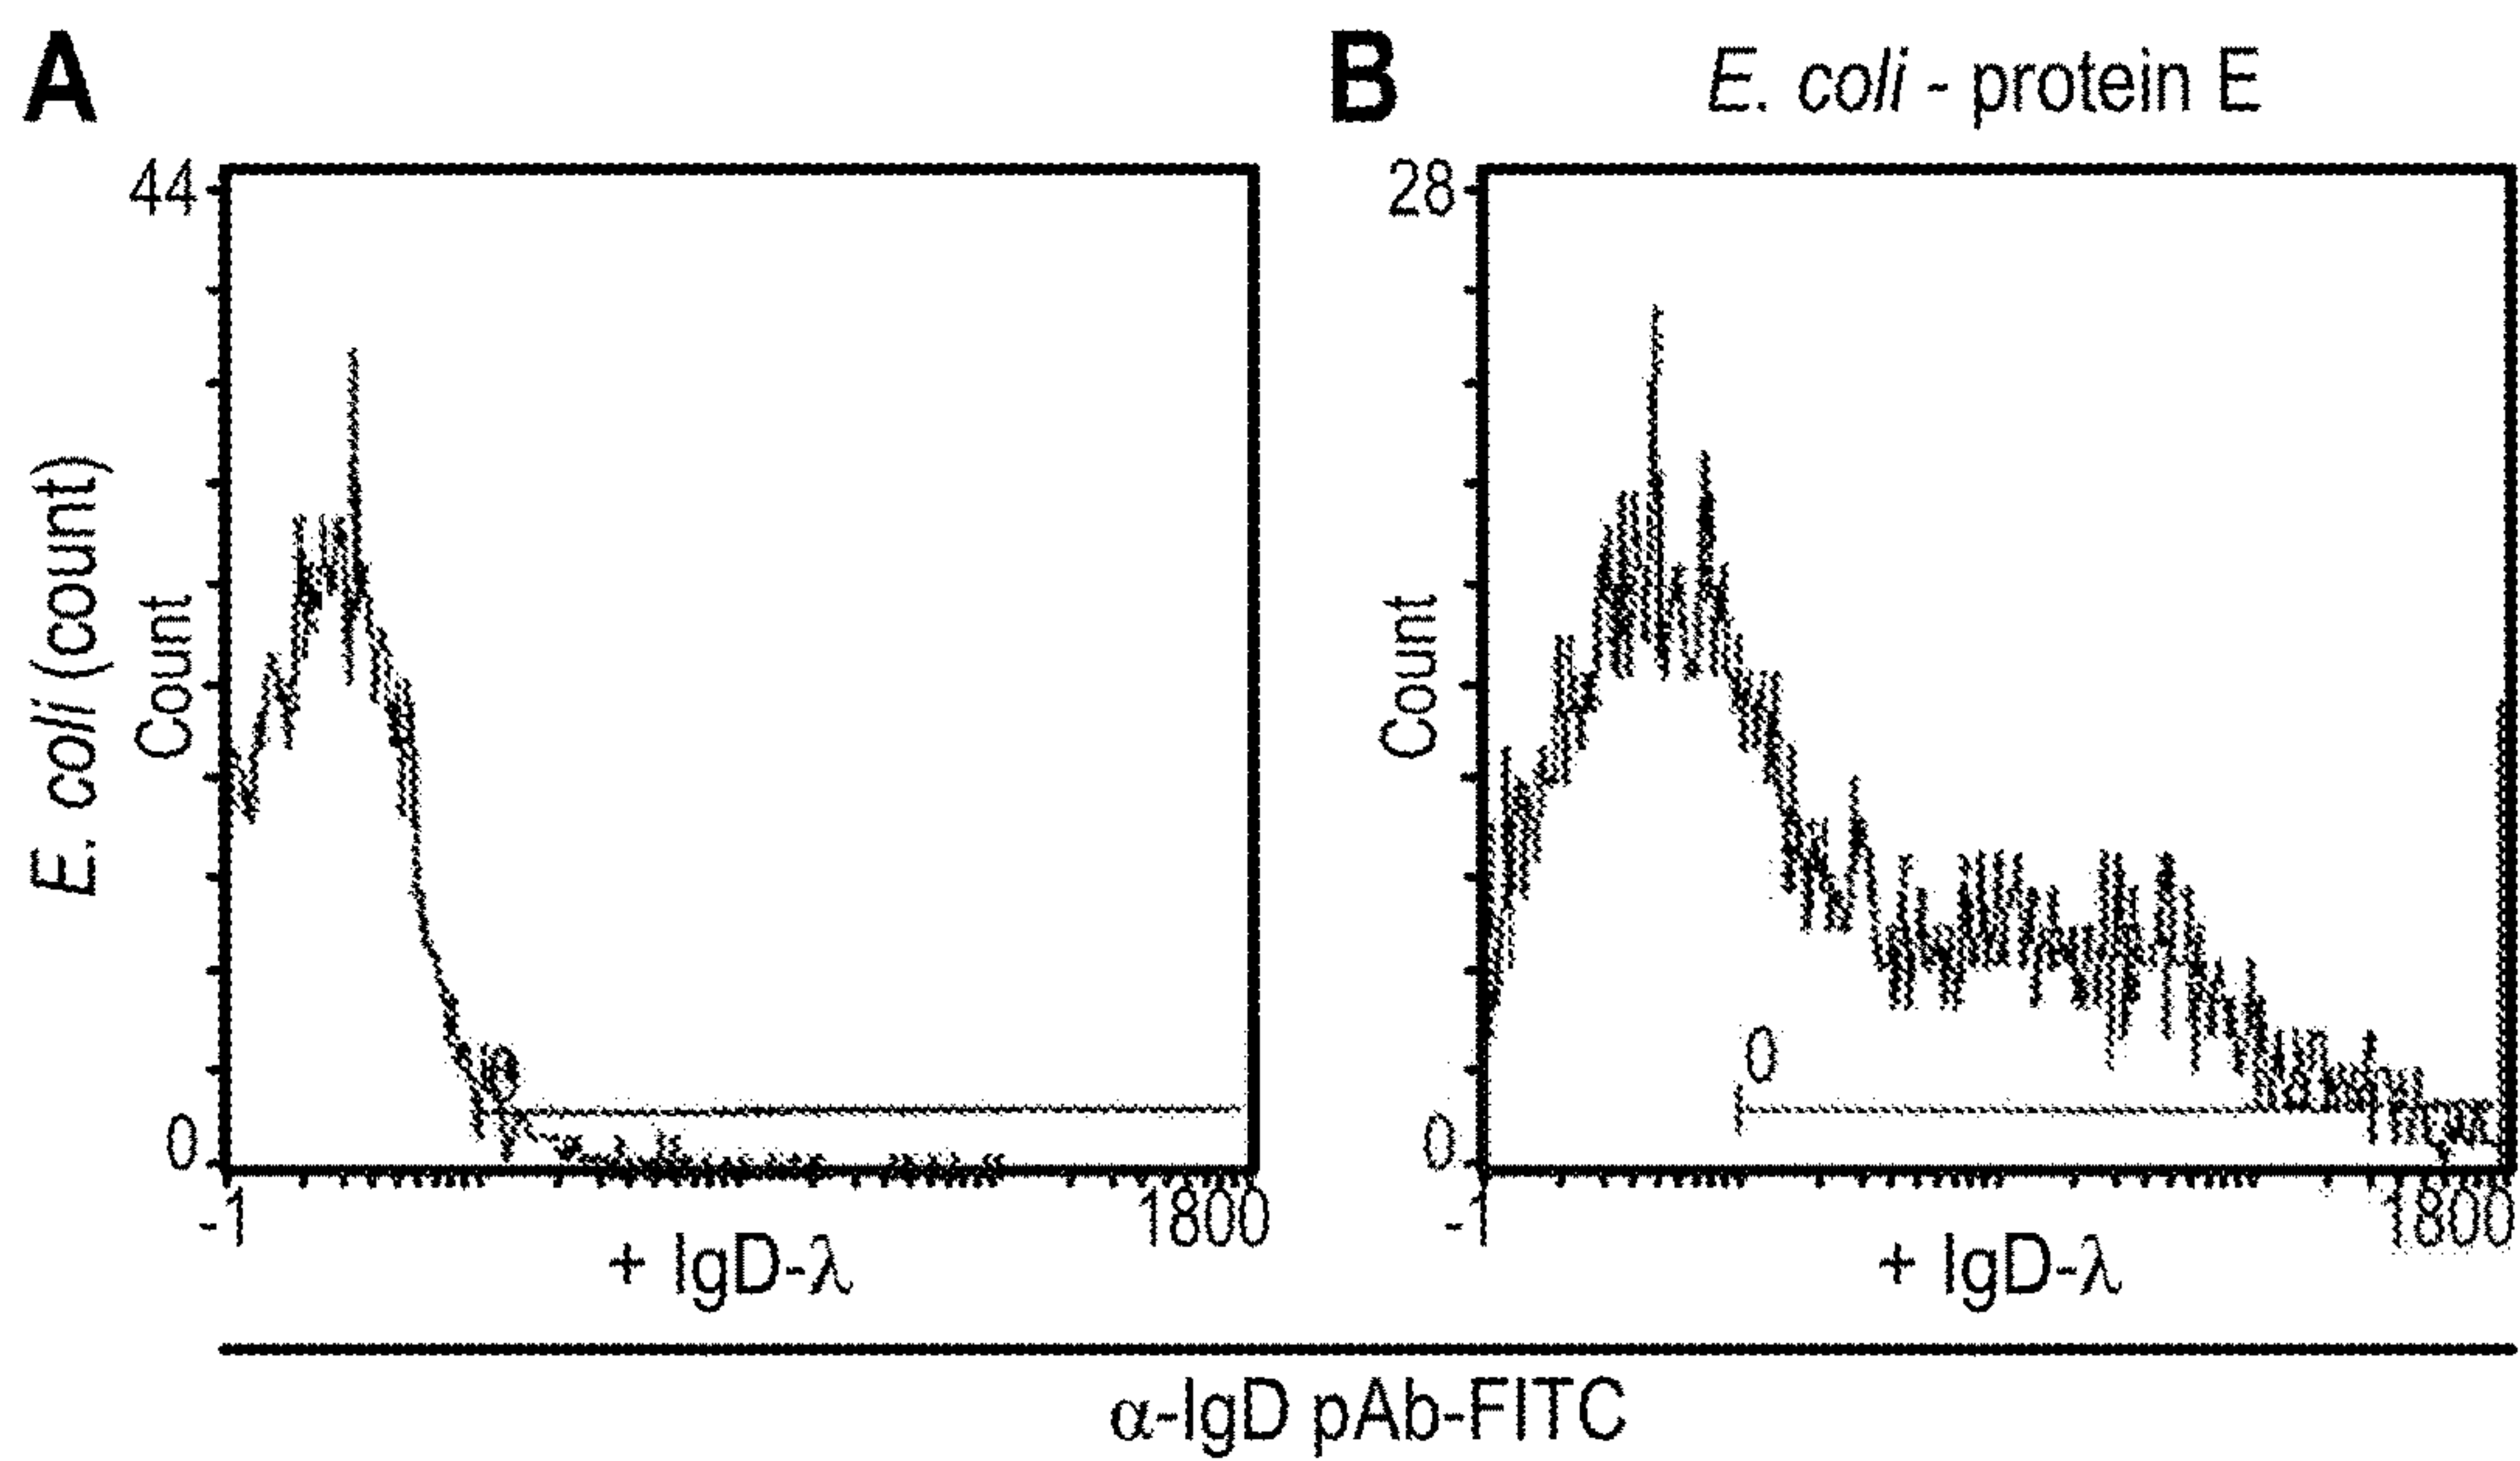 A
B
E. coli - protein E
44
28
E. coli (count)
Count
Count
0
0
0
-1
1800
-1
1800
+ IgD-λ
+ IgD-λ
α-IgD pAb-FITC